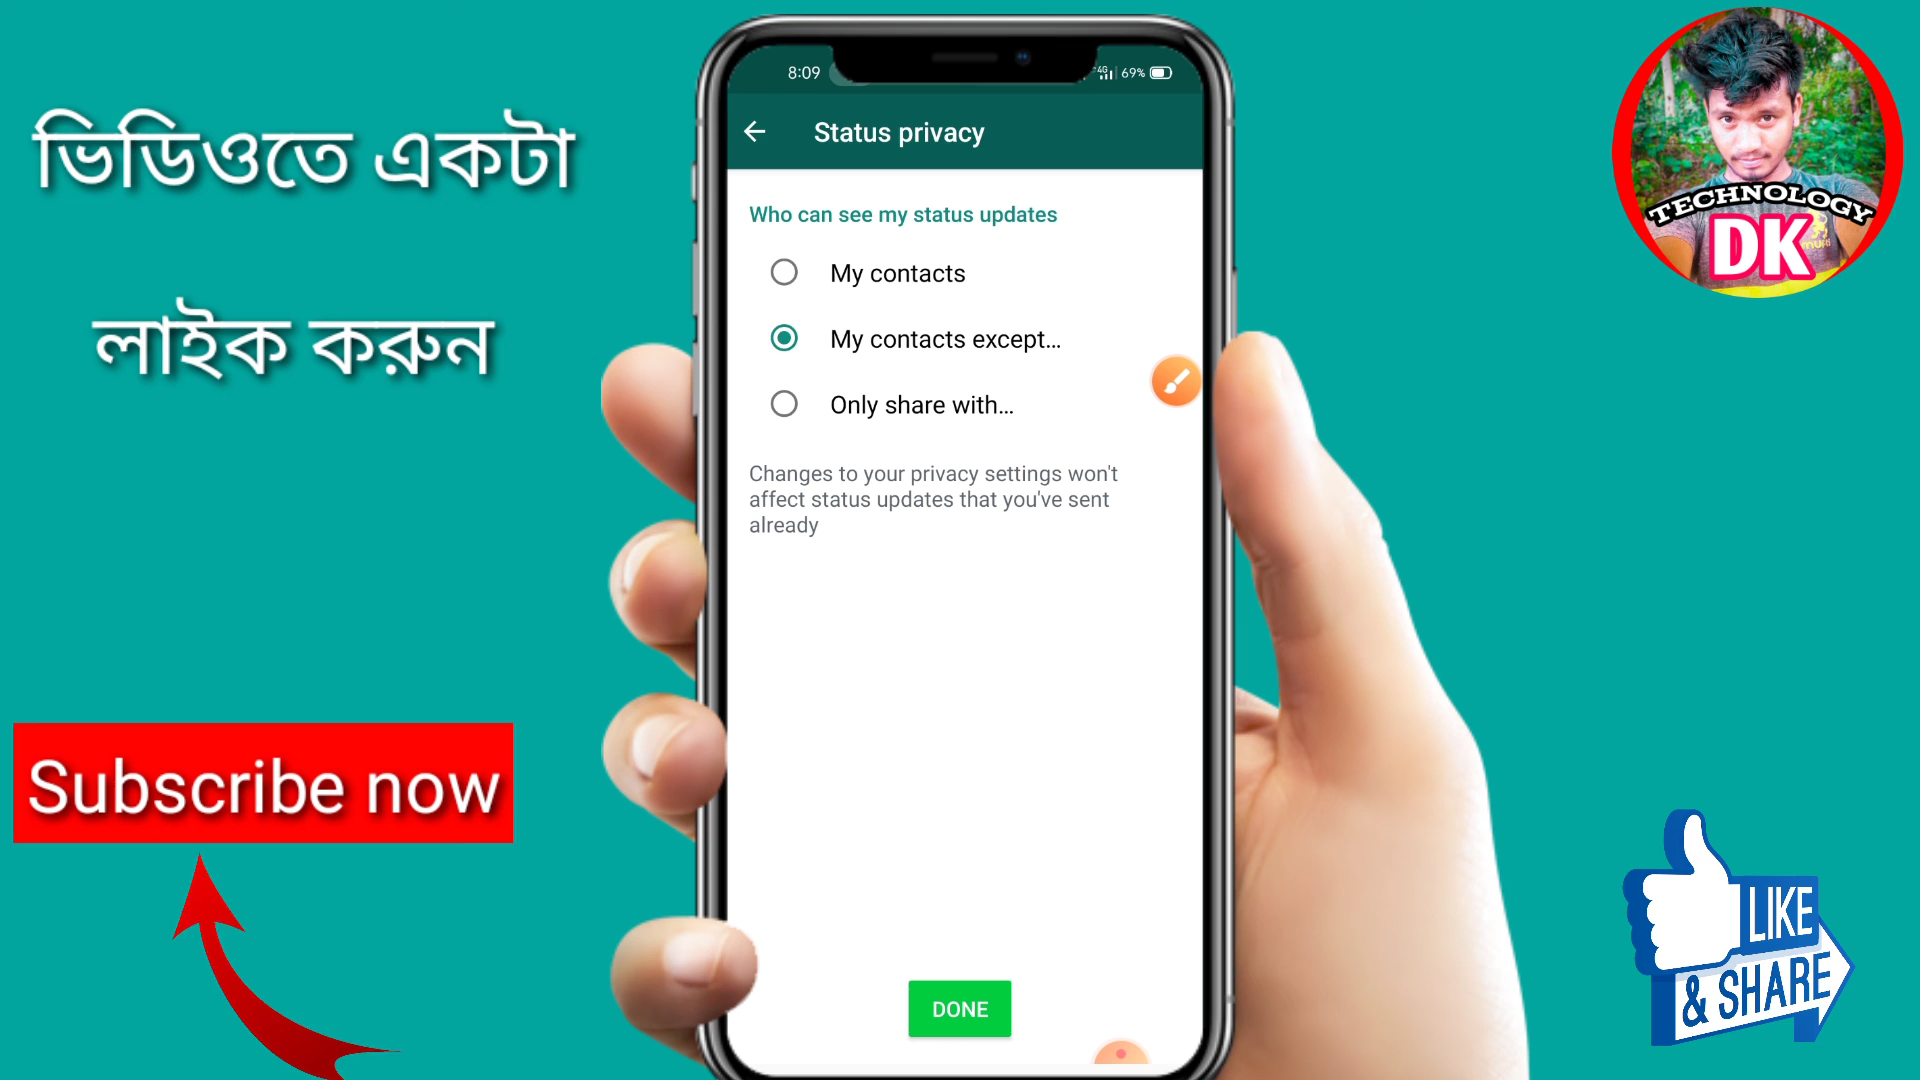 ভিডিওতে একটা
লাইক করুন
Subscribe now
8:09
4G 69%
Status privacy
Who can see my status updates
My contacts
My contacts except...
Only share with...
Changes to your privacy settings won't
affect status updates that you've sent
already
DONE
TECHNOLOGY
DK
LIKE
& SHARE